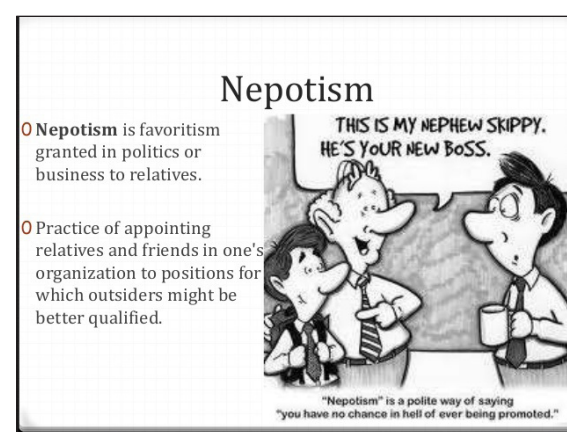 Nepotism
Nepotism is favoritism
granted in politics or
business to relatives.
Practice of appointing
relatives and friends in one's
organization to positions for
which outsiders might be
better qualified.
THIS IS MY NEPHEW SKIPPY.
HE'S YOUR NEW BOSS.
"Nepotism" is a polite way of saying
"you have no chance in hell of ever being promoted."